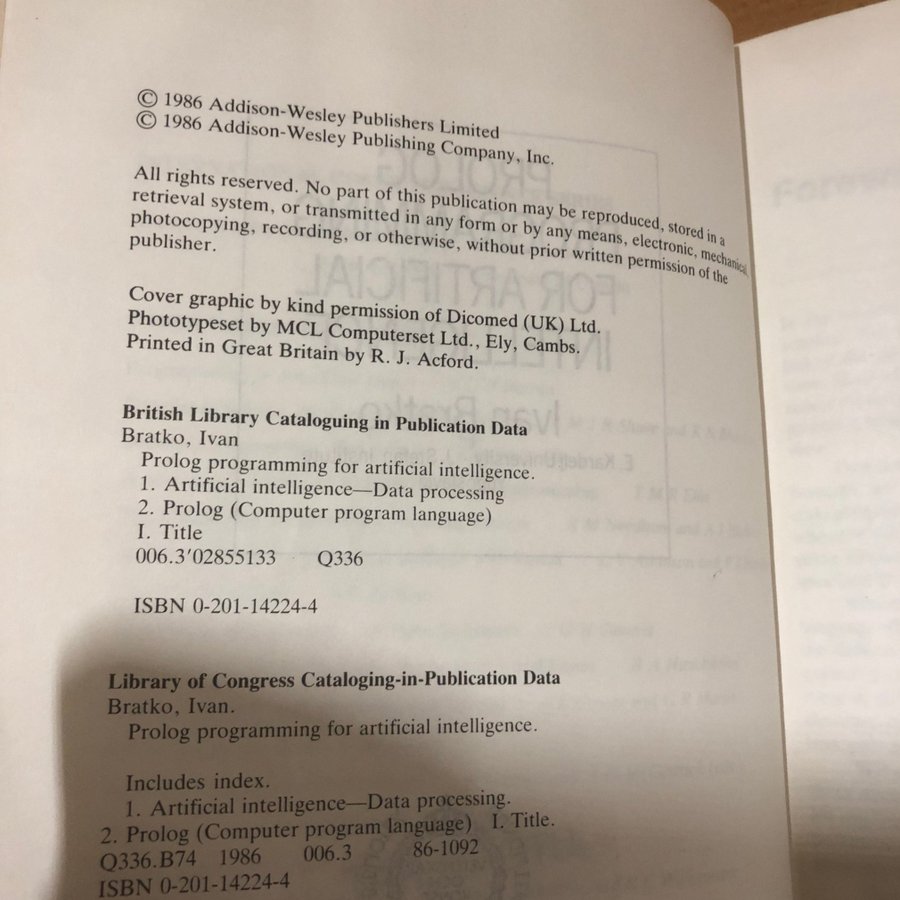 © 1986 Addison-Wesley Publishers Limited
© 1986 Addison-Wesley Publishing Company, Inc.
All rights reserved. No part of this publication may be reproduced, stored in a
retrieval system, or transmitted in any form or by any means, electronic, mechanical,
photocopying, recording, or otherwise, without prior written permission of the
publisher.
Cover graphic by kind permission of Dicomed (UK) Ltd.
Phototypeset by MCL Computerset Ltd., Ely, Cambs.
Printed in Great Britain by R. J. Acford.
British Library Cataloguing in Publication Data
Bratko, Ivan
Prolog programming for artificial intelligence.
1. Artificial intelligence—Data processing
2. Prolog (Computer program language)
I. Title
006.3'02855133 Q336
ISBN 0-201-14224-4
Library of Congress Cataloging-in-Publication Data
Bratko, Ivan.
Prolog programming for artificial intelligence.
Includes index.
1. Artificial intelligence—Data processing.
2. Prolog (Computer program language) I. Title.
Q336.B74 1986 006.3 86-1092
ISBN 0-201-14224-4